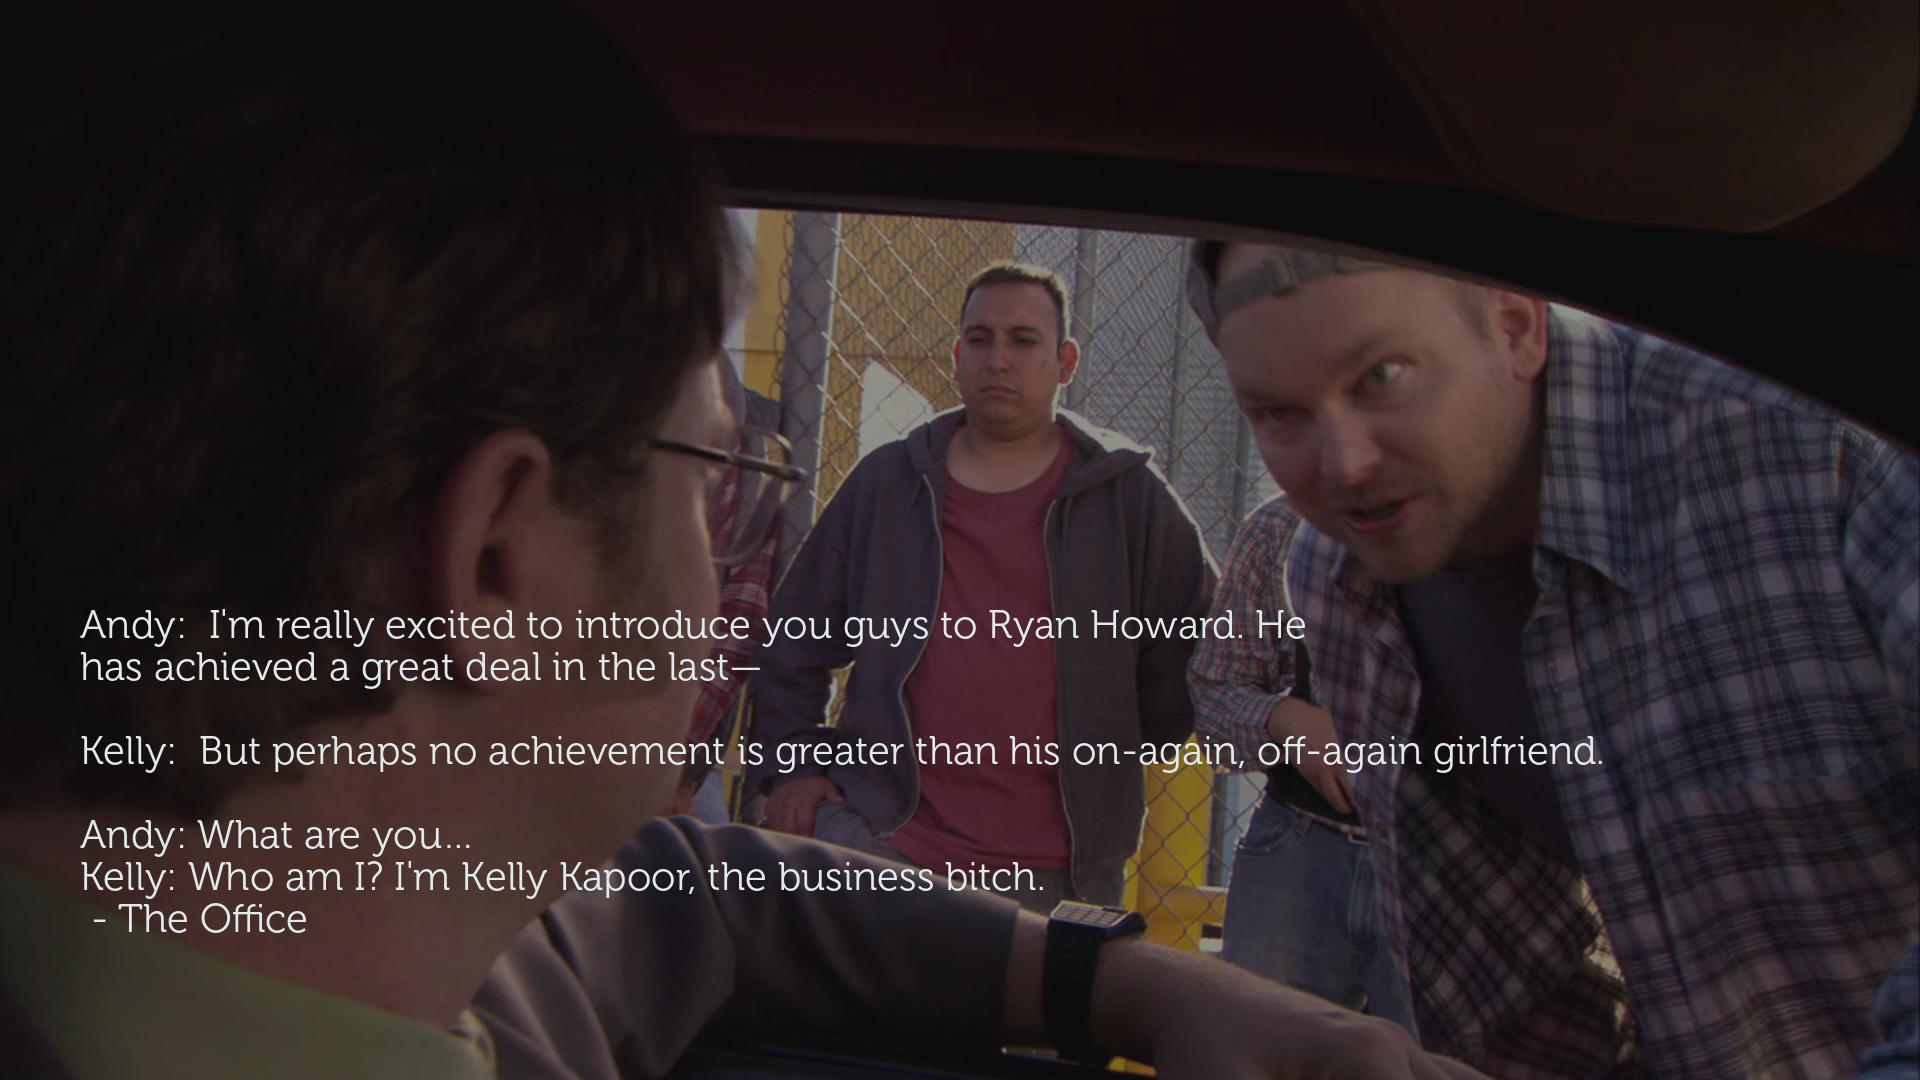 Andy:  I'm really excited to introduce you guys to Ryan Howard. He
has achieved a great deal in the last—
Kelly:  But perhaps no achievement is greater than his on-again, off-again girlfriend.
Andy: What are you...
Kelly: Who am I? I'm Kelly Kapoor, the business bitch.
- The Office